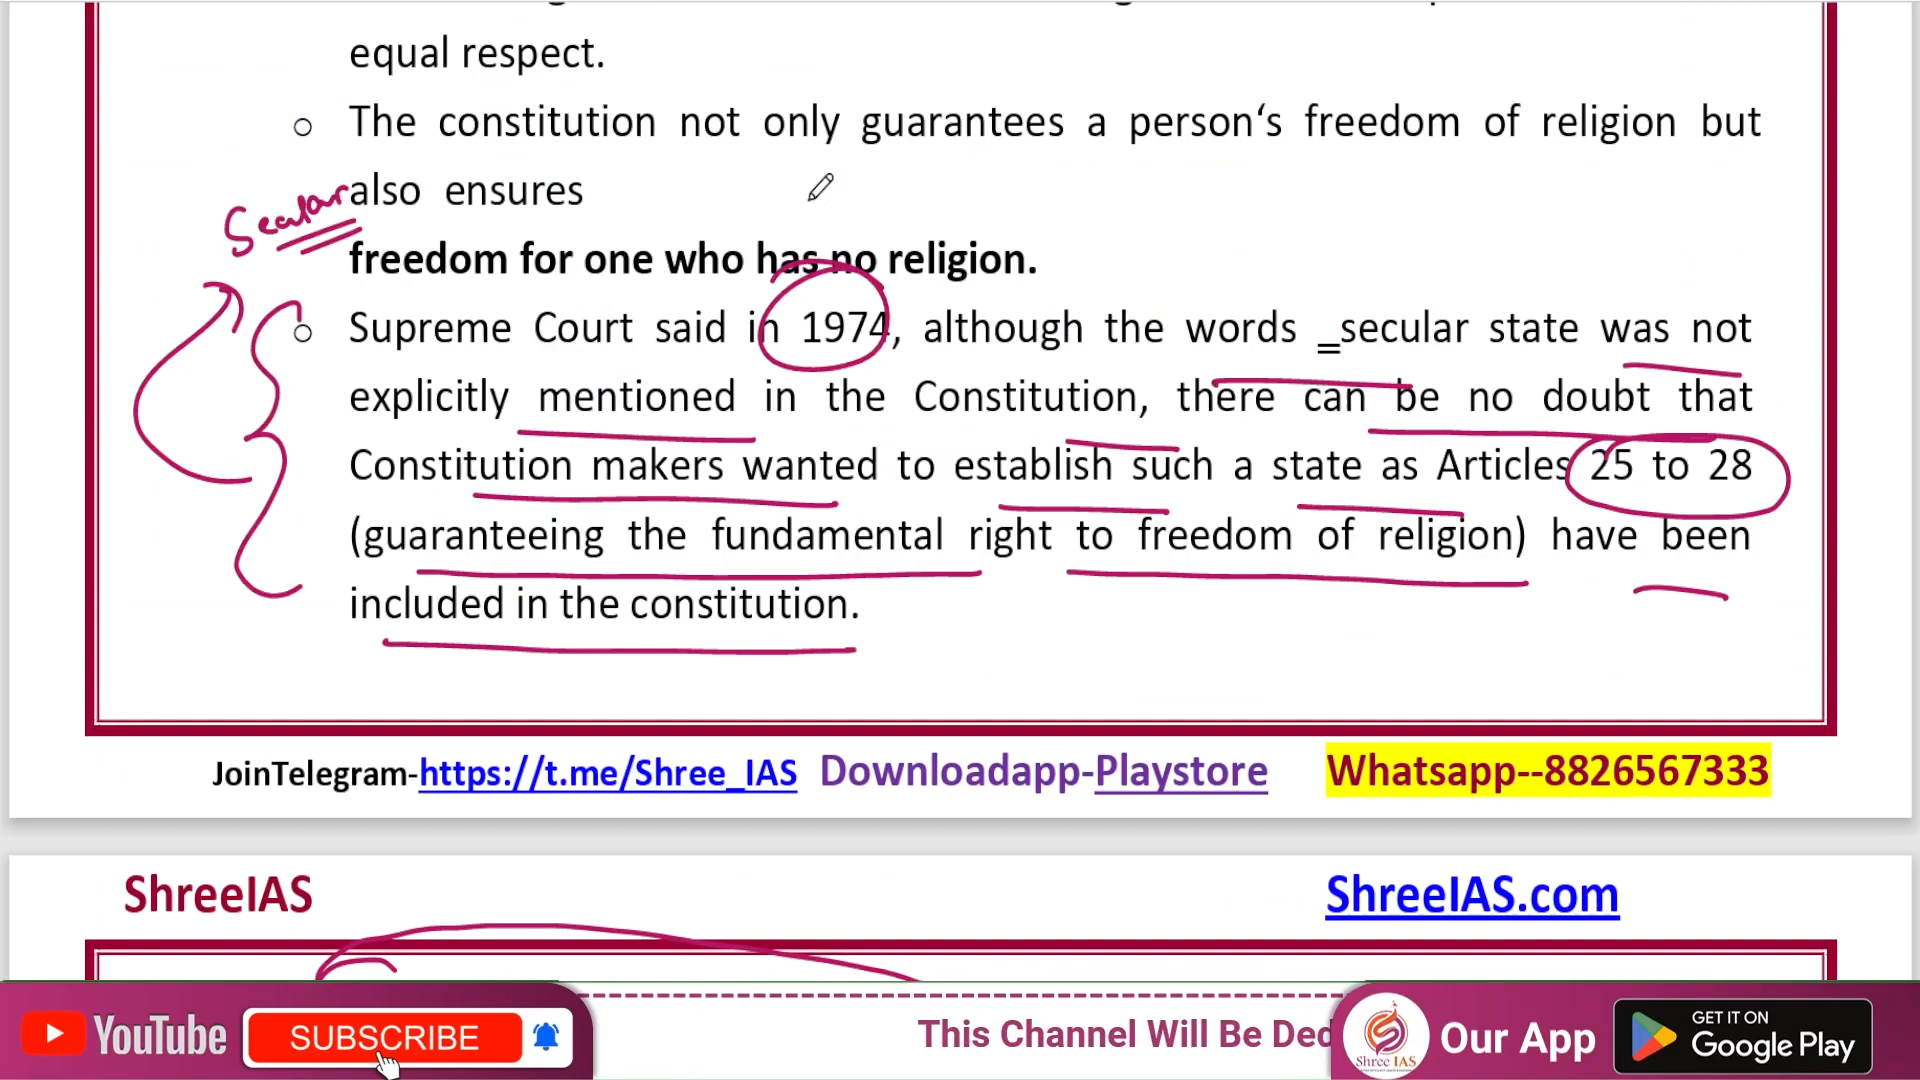 equal respect.
○ The constitution not only guarantees a person‘s freedom of religion but
also ensures
Secular
freedom for one who has no religion.
○ Supreme Court said in 1974, although the words ‗secular state was not
explicitly mentioned in the Constitution, there can be no doubt that
Constitution makers wanted to establish such a state as Articles 25 to 28
(guaranteeing the fundamental right to freedom of religion) have been
included in the constitution.
JoinTelegram-https://t.me/Shree_IAS Downloadapp-Playstore Whatsapp--8826567333
ShreeIAS ShreeIAS.com
YouTube SUBSCRIBE This Channel Will Be Ded Shree IAS Our App GET IT ON Google Play